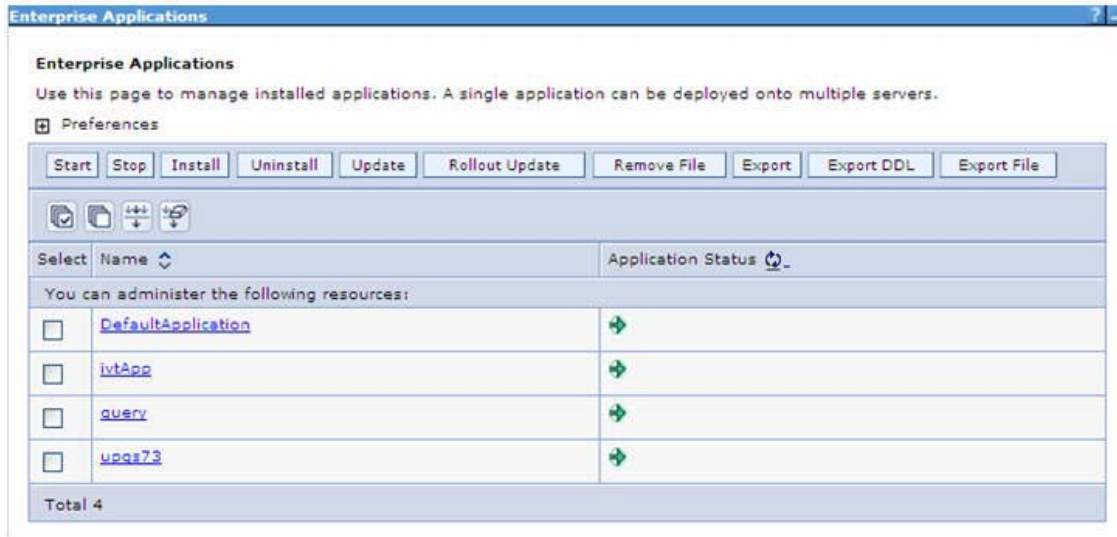 Enterprise Applications
?
Enterprise Applications
Use this page to manage installed applications. A single application can be deployed onto multiple servers.
Preferences
Start Stop Install Uninstall Update Rollout Update Remove File Export Export DDL Export File
Select Name Application Status
You can administer the following resources:
DefaultApplication
ivtApp
query
upqs73
Total 4